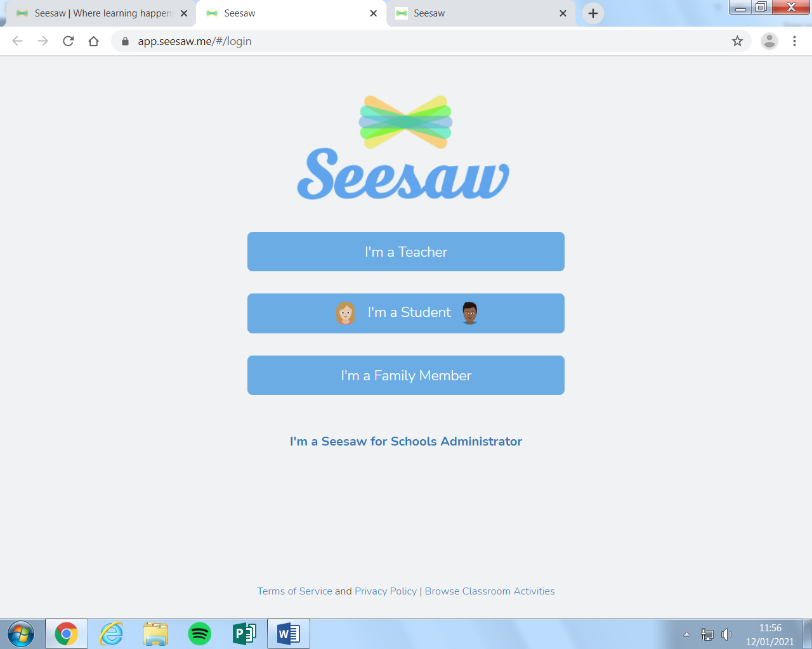 Seesaw | Where learning happen
Seesaw
Seesaw
app.seesaw.me/#/login
Seesaw
I'm a Teacher
I'm a Student
I'm a Family Member
I'm a Seesaw for Schools Administrator
Terms of Service and Privacy Policy | Browse Classroom Activities
11:56
12/01/2021